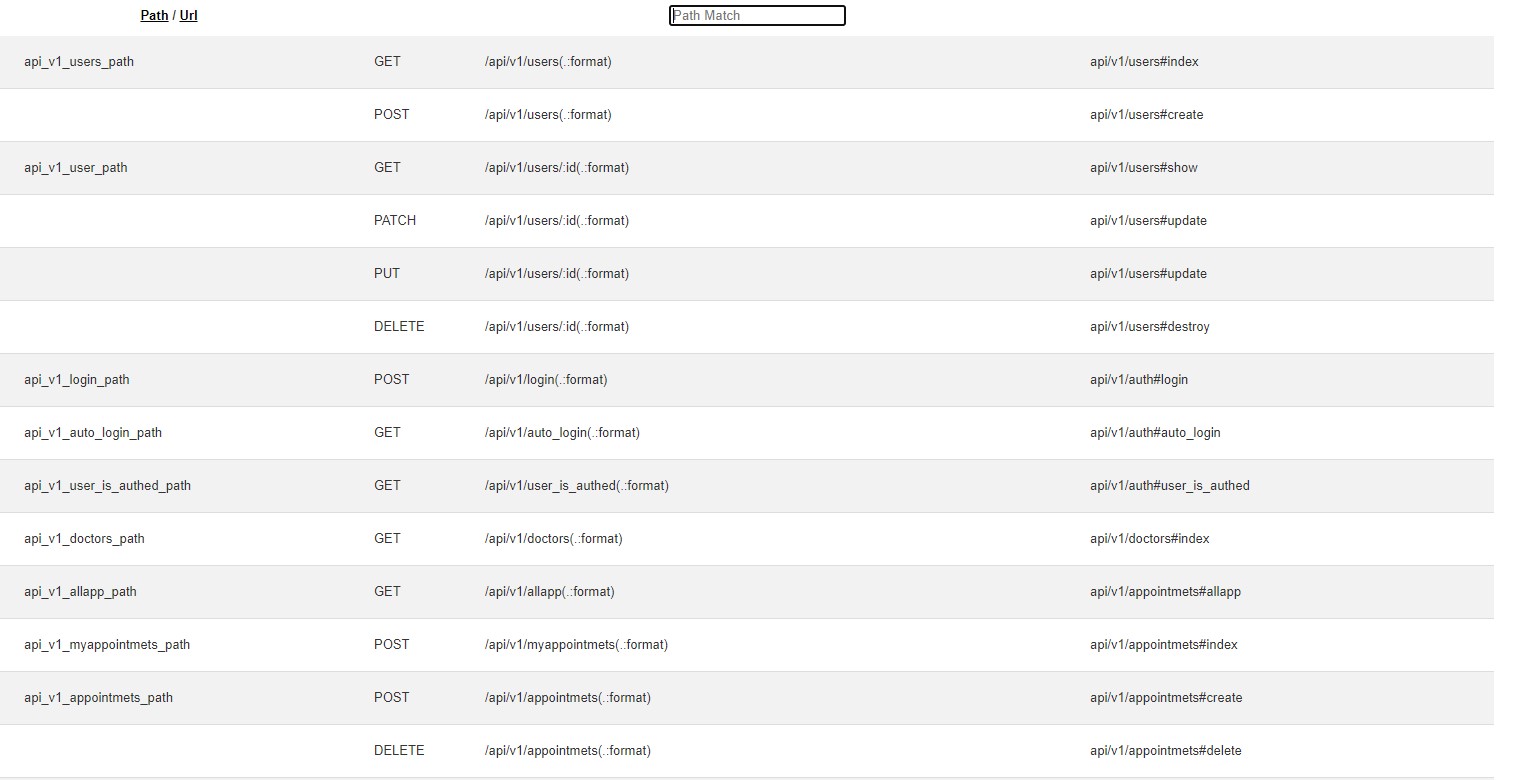 Path / Url Path Match
api_v1_users_path GET /api/v1/users(.:format) api/v1/users#index
POST /api/v1/users(.:format) api/v1/users#create
api_v1_user_path GET /api/v1/users/:id(.:format) api/v1/users#show
PATCH /api/v1/users/:id(.:format) api/v1/users#update
PUT /api/v1/users/:id(.:format) api/v1/users#update
DELETE /api/v1/users/:id(.:format) api/v1/users#destroy
api_v1_login_path POST /api/v1/login(.:format) api/v1/auth#login
api_v1_auto_login_path GET /api/v1/auto_login(.:format) api/v1/auth#auto_login
api_v1_user_is_authed_path GET /api/v1/user_is_authed(.:format) api/v1/auth#user_is_authed
api_v1_doctors_path GET /api/v1/doctors(.:format) api/v1/doctors#index
api_v1_allapp_path GET /api/v1/allapp(.:format) api/v1/appointmets#allapp
api_v1_myappointmets_path POST /api/v1/myappointmets(.:format) api/v1/appointmets#index
api_v1_appointmets_path POST /api/v1/appointmets(.:format) api/v1/appointmets#create
DELETE /api/v1/appointmets(.:format) api/v1/appointmets#delete